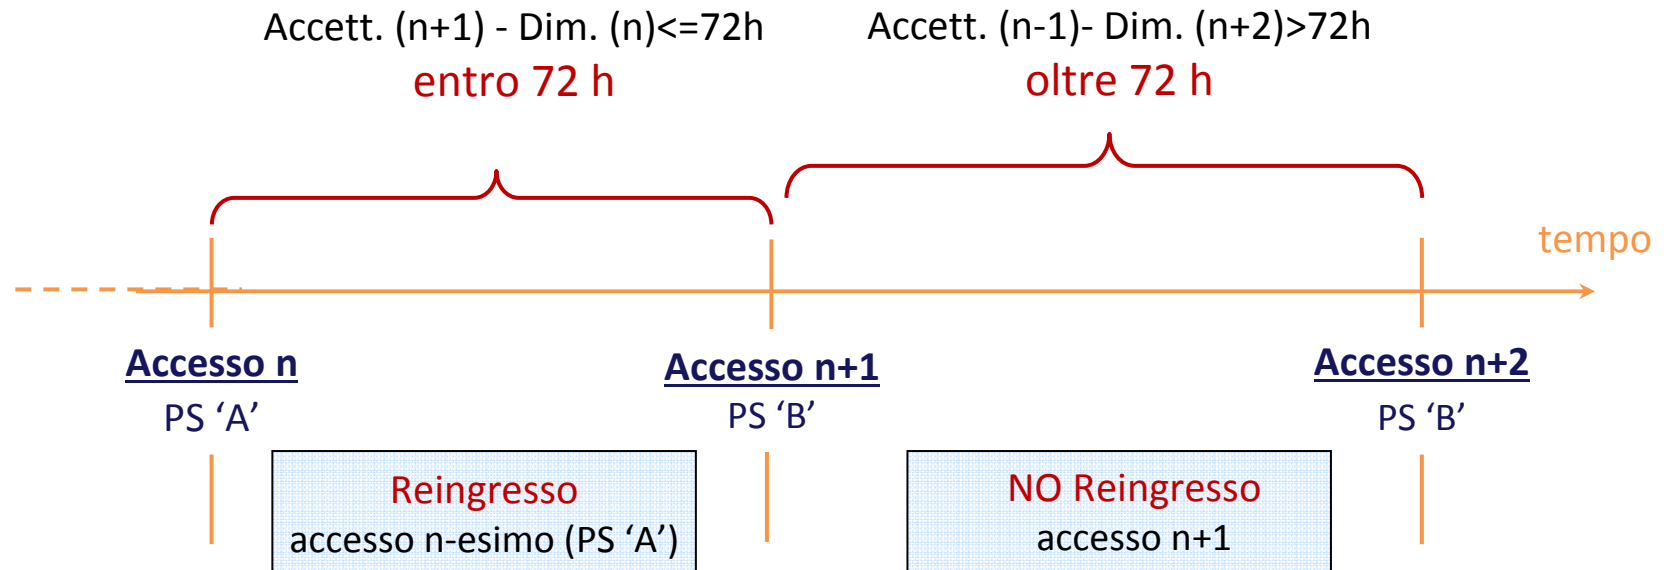 Accett. (n+1) - Dim. (n)<=72h
entro 72 h
Accett. (n-1)- Dim. (n+2)>72h
oltre 72 h
tempo
Accesso n
PS ‘A’
Accesso n+1
PS ‘B’
Accesso n+2
PS ‘B’
Reingresso
accesso n-esimo (PS ‘A’)
NO Reingresso
accesso n+1